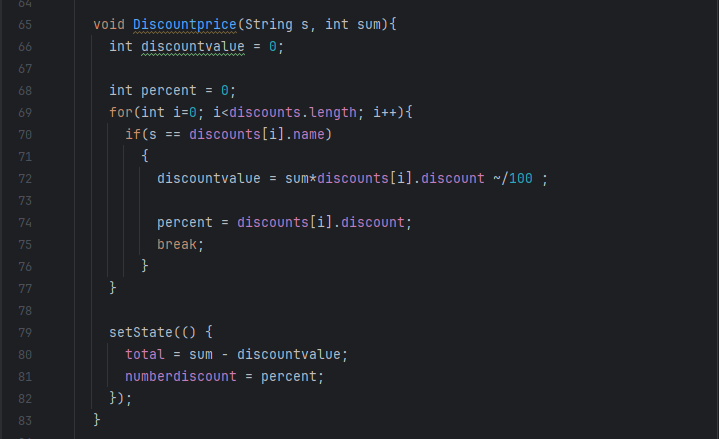 64
65 void Discountprice(String s, int sum){
66 int discountvalue = 0;
67
68 int percent = 0;
69 for(int i=0; i<discounts.length; i++){
70 if(s == discounts[i].name)
71 {
72 discountvalue = sum*discounts[i].discount ~/100 ;
73
74 percent = discounts[i].discount;
75 break;
76 }
77 }
78
79 setState(() {
80 total = sum - discountvalue;
81 numberdiscount = percent;
82 });
83 }